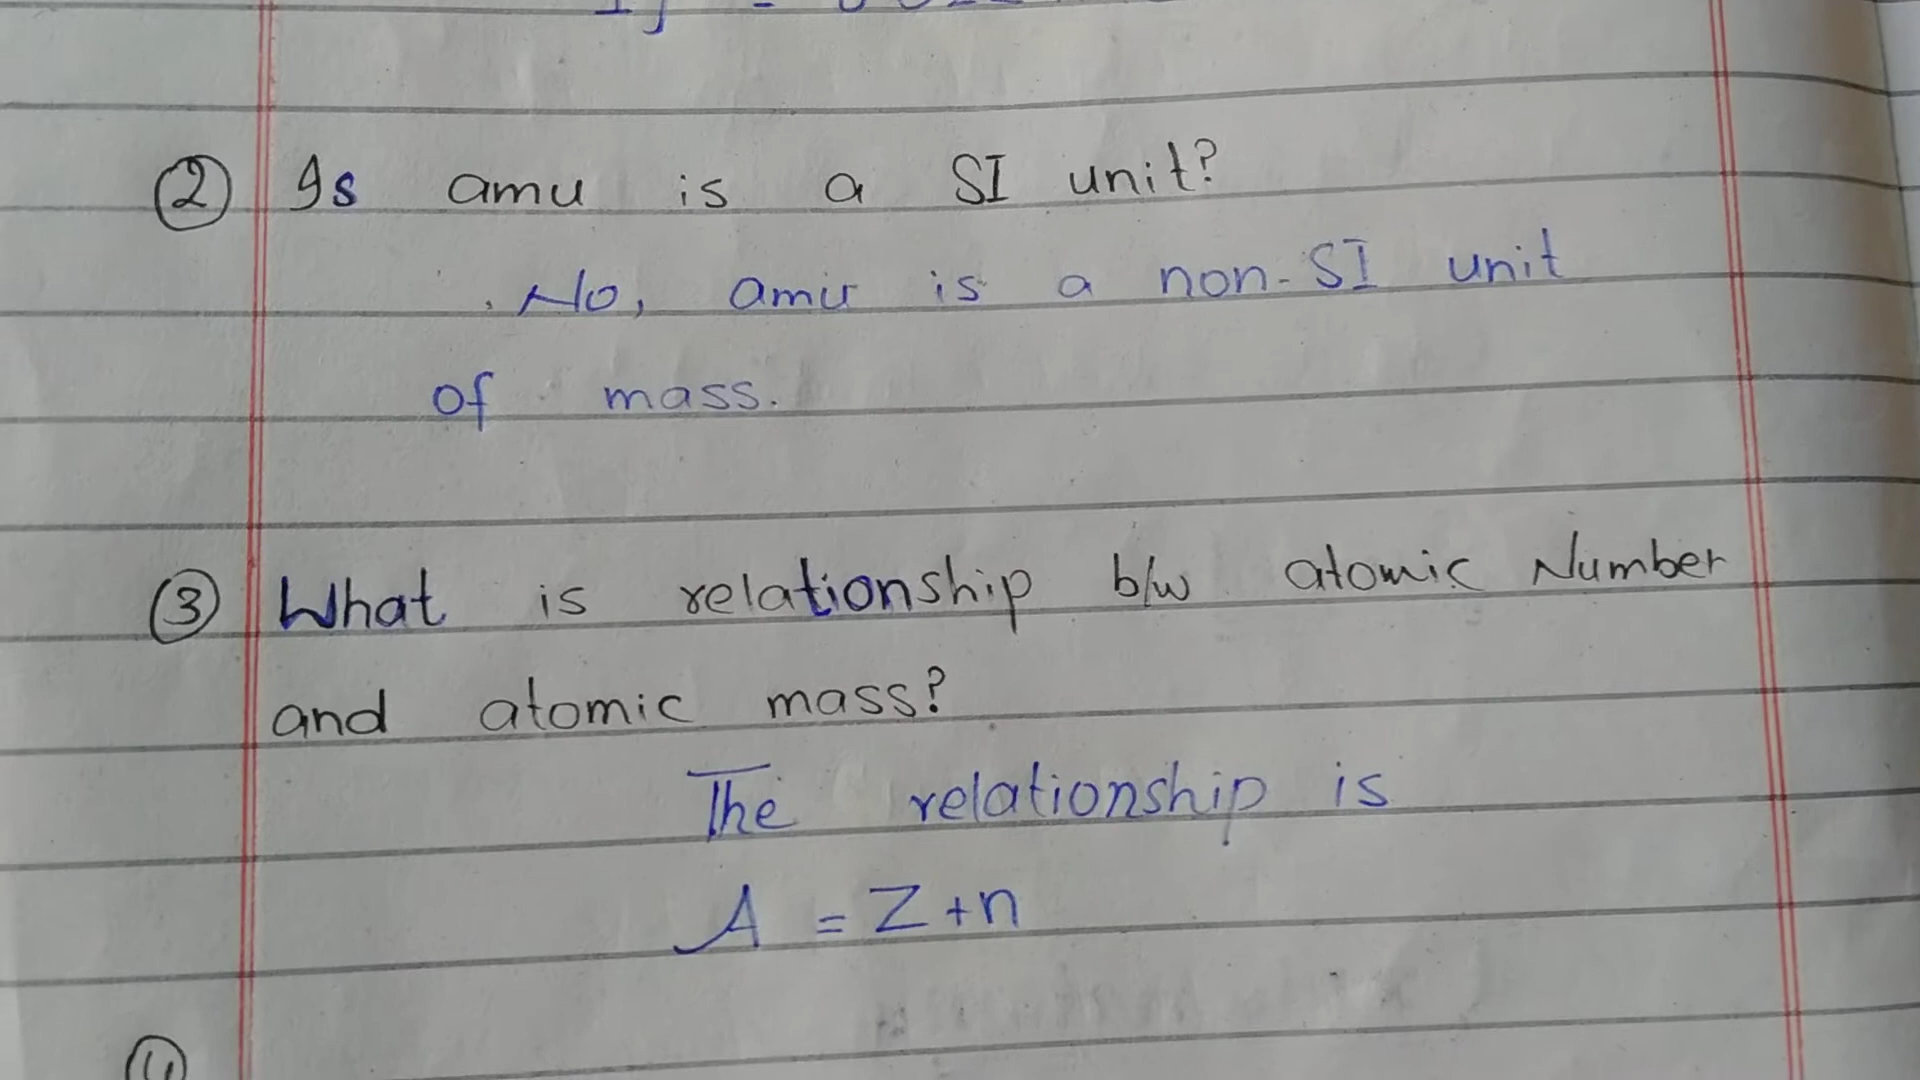 ② Is amu is a SI unit?
No, amu is a non-SI unit
of mass.
③ What is relationship b/w atomic Number
and atomic mass?
The relationship is
A = Z+n